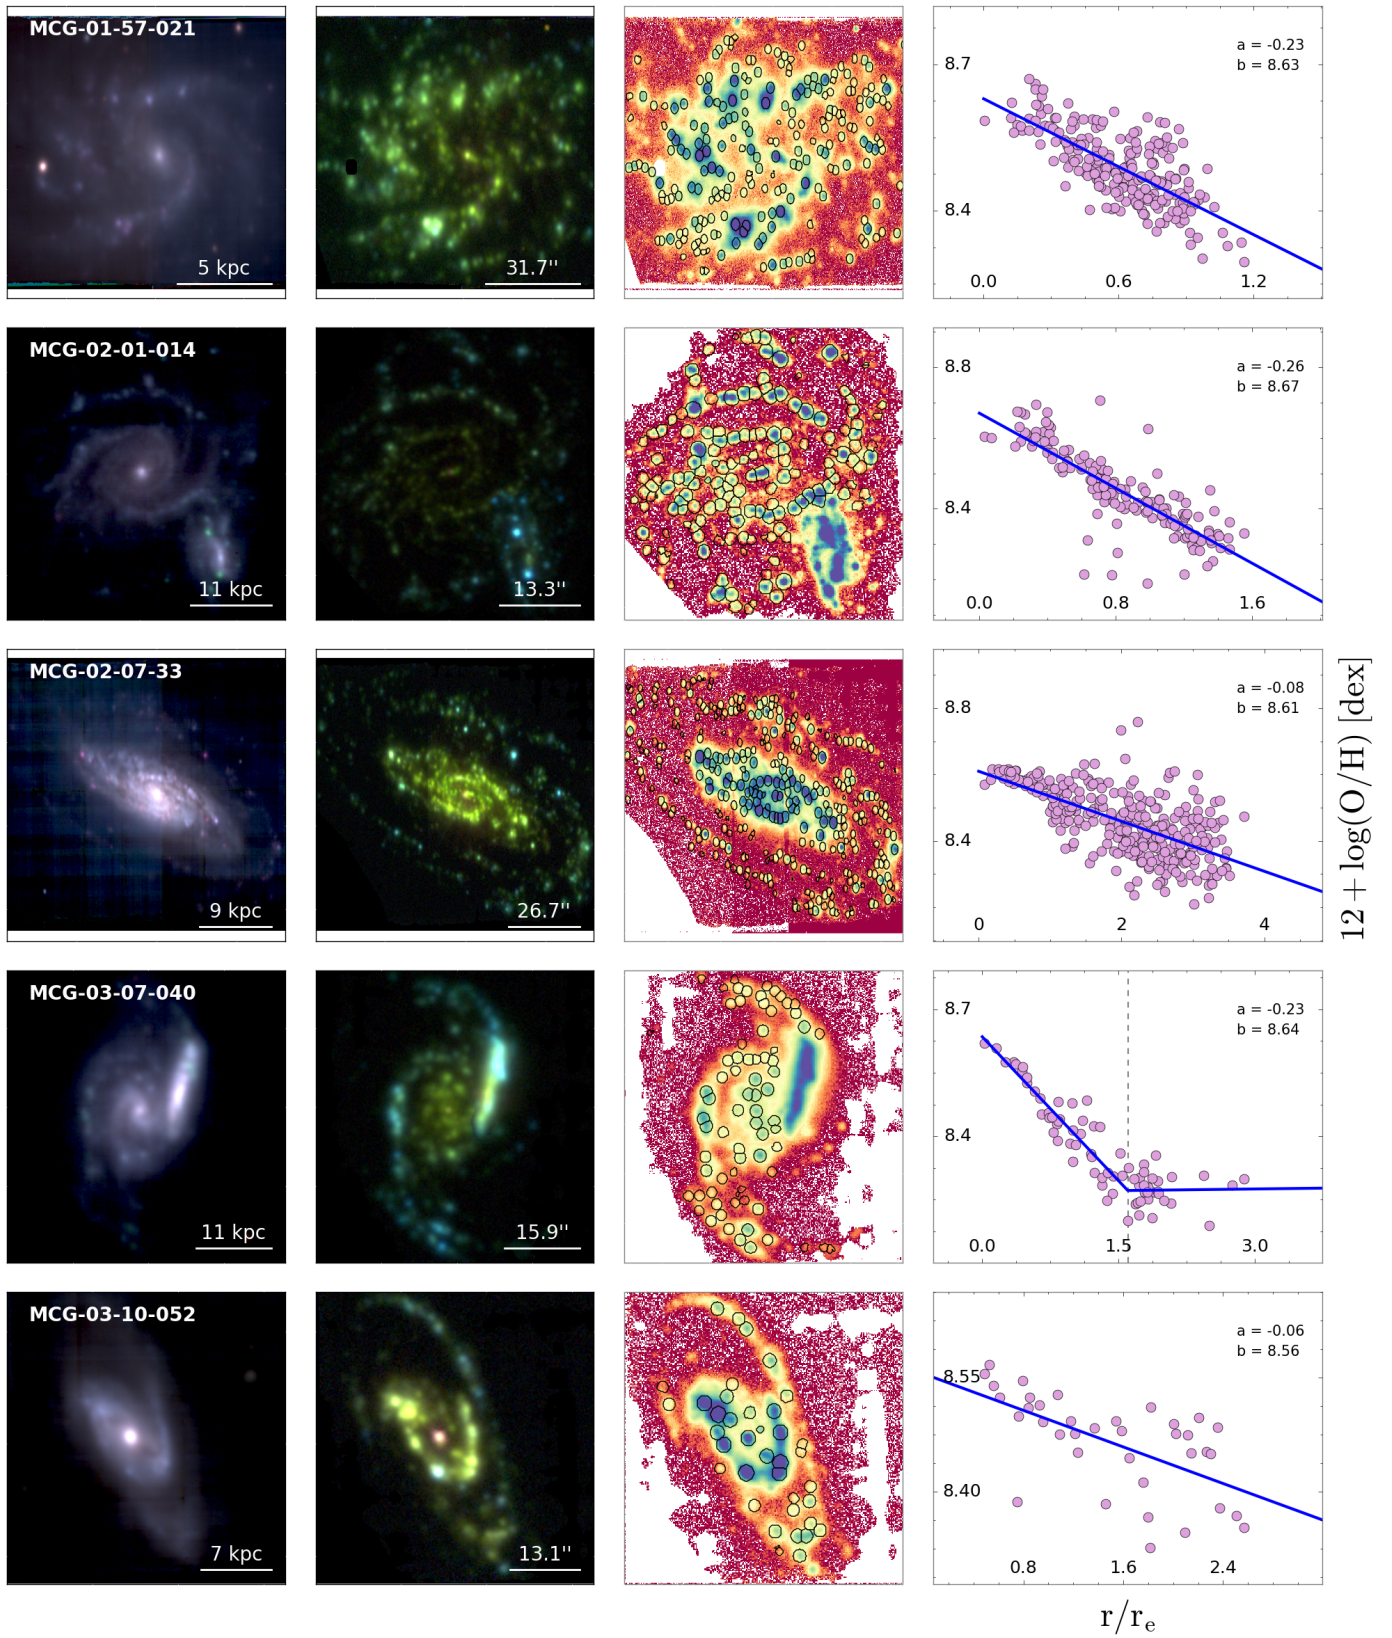 MCG-01-57-021
5 kpc
31.7''
a = -0.23
b = 8.63
8.7
8.4
0.0 0.6 1.2
MCG-02-01-014
11 kpc
13.3''
a = -0.26
b = 8.67
8.8
8.4
0.0 0.8 1.6
MCG-02-07-33
9 kpc
26.7''
a = -0.08
b = 8.61
8.8
8.4
0 2 4
12 + log(O/H) [dex]
MCG-03-07-040
11 kpc
15.9''
a = -0.23
b = 8.64
8.7
8.4
0.0 1.5 3.0
MCG-03-10-052
7 kpc
13.1''
a = -0.06
b = 8.56
8.55
8.40
0.8 1.6 2.4
r/re